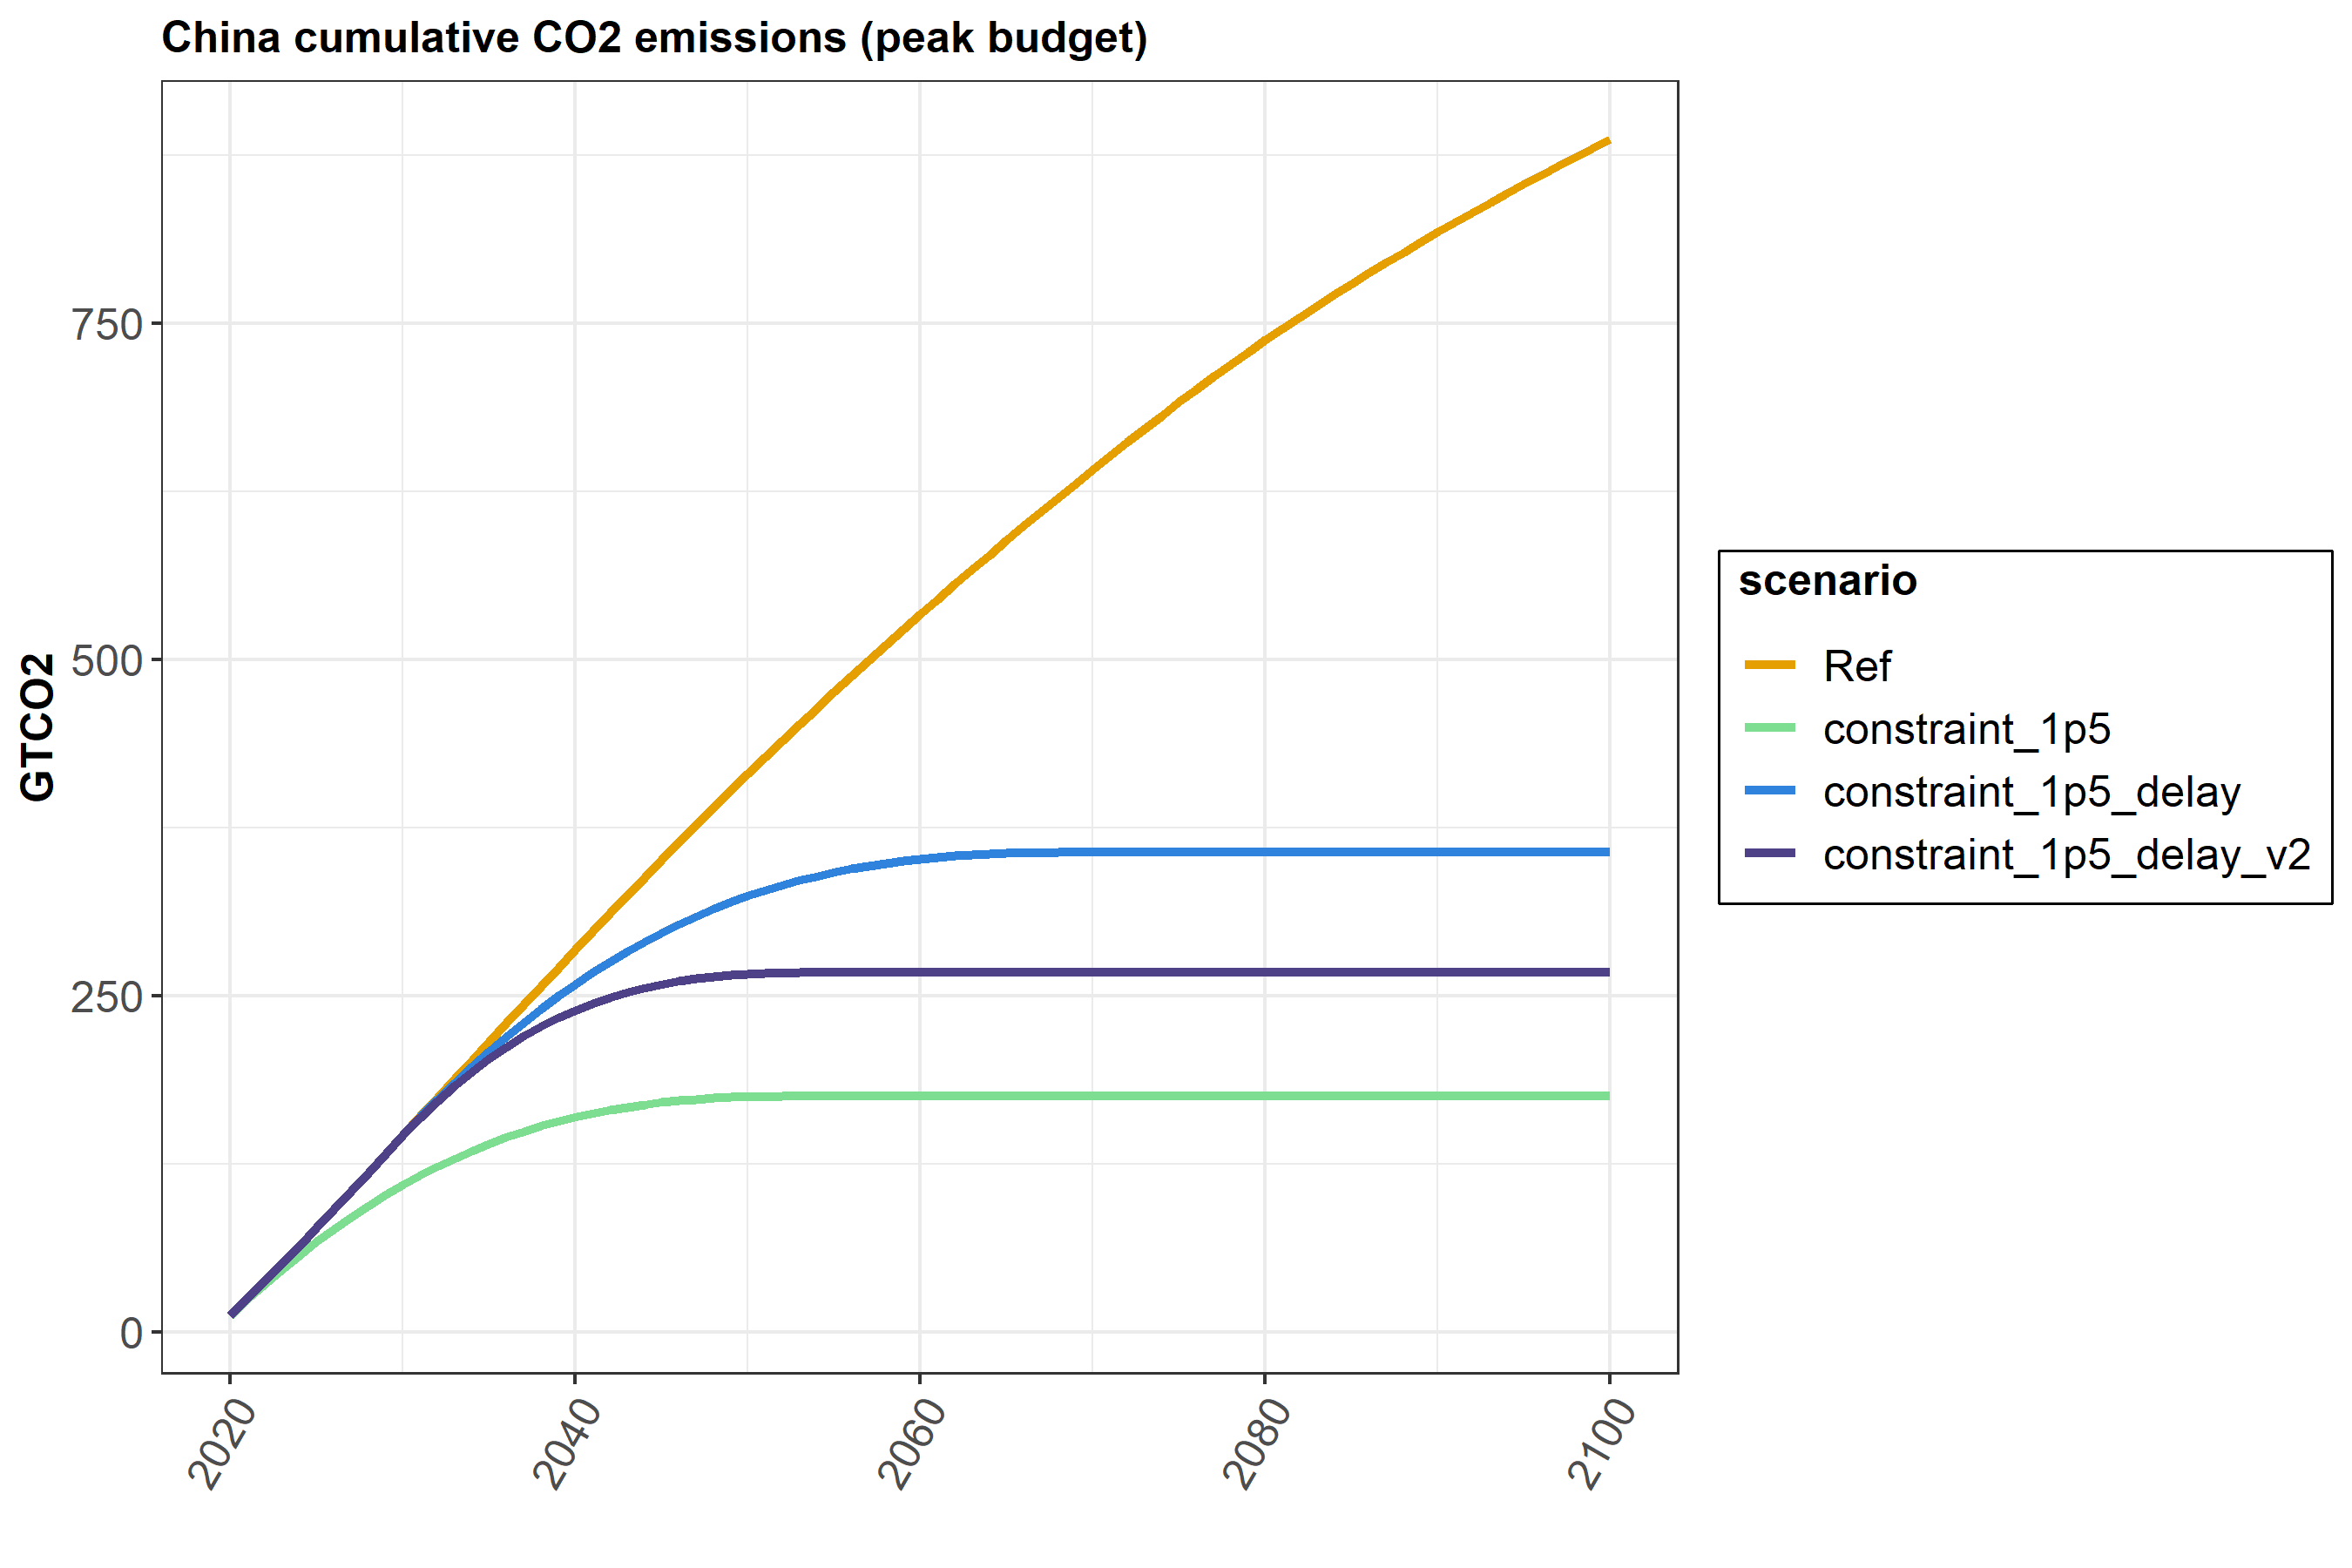 China cumulative CO2 emissions (peak budget)
GTCO2
750
500
250
0
2020
2040
2060
2080
2100
scenario
Ref
constraint_1p5
constraint_1p5_delay
constraint_1p5_delay_v2